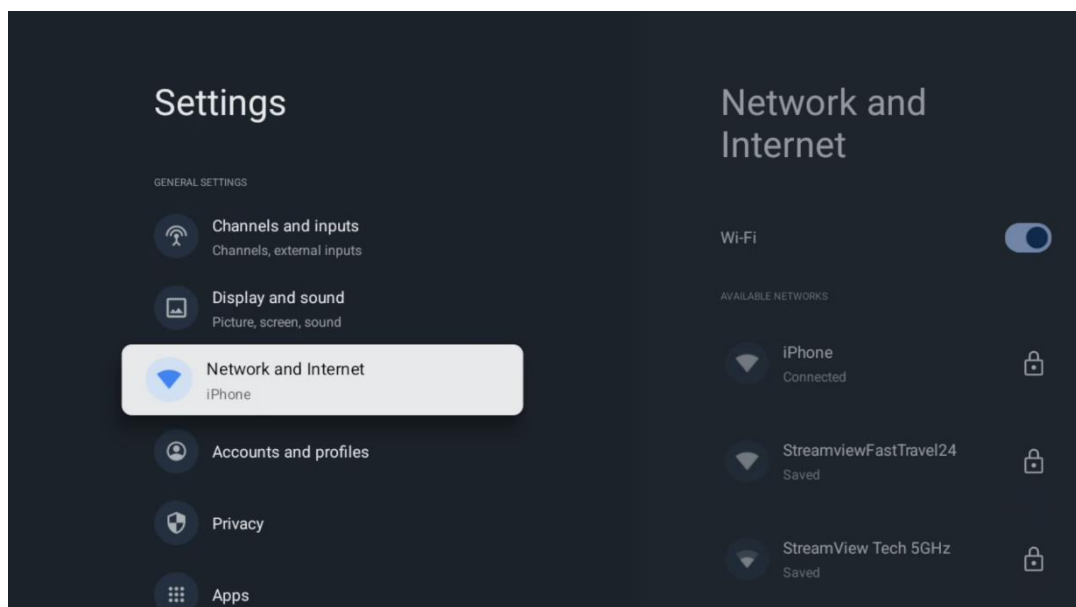 Settings
GENERAL SETTINGS
Channels and inputs
Channels, external inputs
Display and sound
Picture, screen, sound
Network and Internet
iPhone
Accounts and profiles
Privacy
Apps
Network and
Internet
Wi-Fi
AVAILABLE NETWORKS
iPhone
Connected
StreamviewFastTravel24
Saved
StreamView Tech 5GHz
Saved